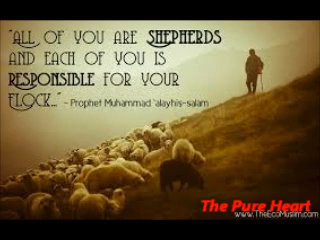 "All of you are SHEPHERDS
and each of you is
RESPONSIBLE for your
Flock..." - Prophet Muhammad 'alayhis-salam
The Pure Heart
www.TheEcoMuslim.com